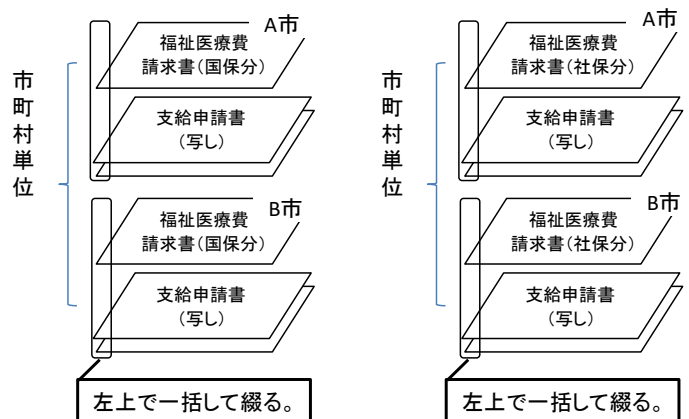 市町村単位
A市
福祉医療費
請求書(国保分)
支給申請書
(写し)
B市
福祉医療費
請求書(国保分)
支給申請書
(写し)
左上で一括して綴る。
市町村単位
A市
福祉医療費
請求書(社保分)
支給申請書
(写し)
B市
福祉医療費
請求書(社保分)
支給申請書
(写し)
左上で一括して綴る。